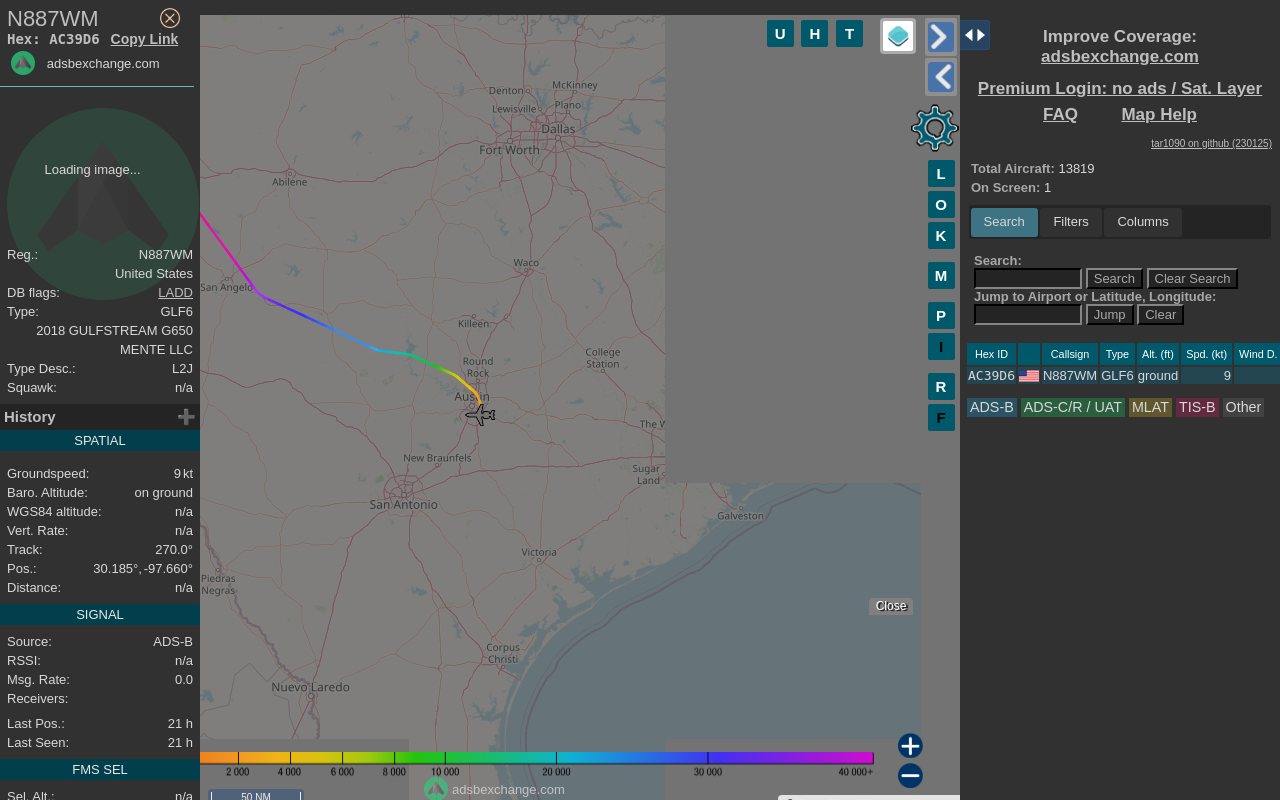 N887WM
Hex: AC39D6 Copy Link
adsbexchange.com
Loading image...
Reg.: N887WM
United States
DB flags: LADD
Type: GLF6
2018 GULFSTREAM G650
MENTE LLC
Type Desc.: L2J
Squawk: n/a
History
SPATIAL
Groundspeed: 9 kt
Baro. Altitude: on ground
WGS84 altitude: n/a
Vert. Rate: n/a
Track: 270.0°
Pos.: 30.185°, -97.660°
Distance: n/a
SIGNAL
Source: ADS-B
RSSI: n/a
Msg. Rate: 0.0
Receivers:
Last Pos.: 21 h
Last Seen: 21 h
FMS SEL
Sel. Alt.: n/a
U H T
L
O
K
M
P
I
R
F
Denton
McKinney
Lewisville
Plano
Dallas
Fort Worth
Abilene
Waco
San Angelo
Killeen
Round
Rock
College
Station
Austin
The W
New Braunfels
Sugar
Land
San Antonio
Galveston
Victoria
Piedras
Negras
Corpus
Christi
Nuevo Laredo
Close
2 000 4 000 6 000 8 000 10 000 20 000 30 000 40 000+
adsbexchange.com
50 NM
Improve Coverage:
adsbexchange.com
Premium Login: no ads / Sat. Layer
FAQ Map Help
tar1090 on github (230125)
Total Aircraft: 13819
On Screen: 1
Search Filters Columns
Search:
Search Clear Search
Jump to Airport or Latitude, Longitude:
Jump Clear
Hex ID Callsign Type Alt. (ft) Spd. (kt) Wind D.
AC39D6 N887WM GLF6 ground 9
ADS-B ADS-C/R / UAT MLAT TIS-B Other